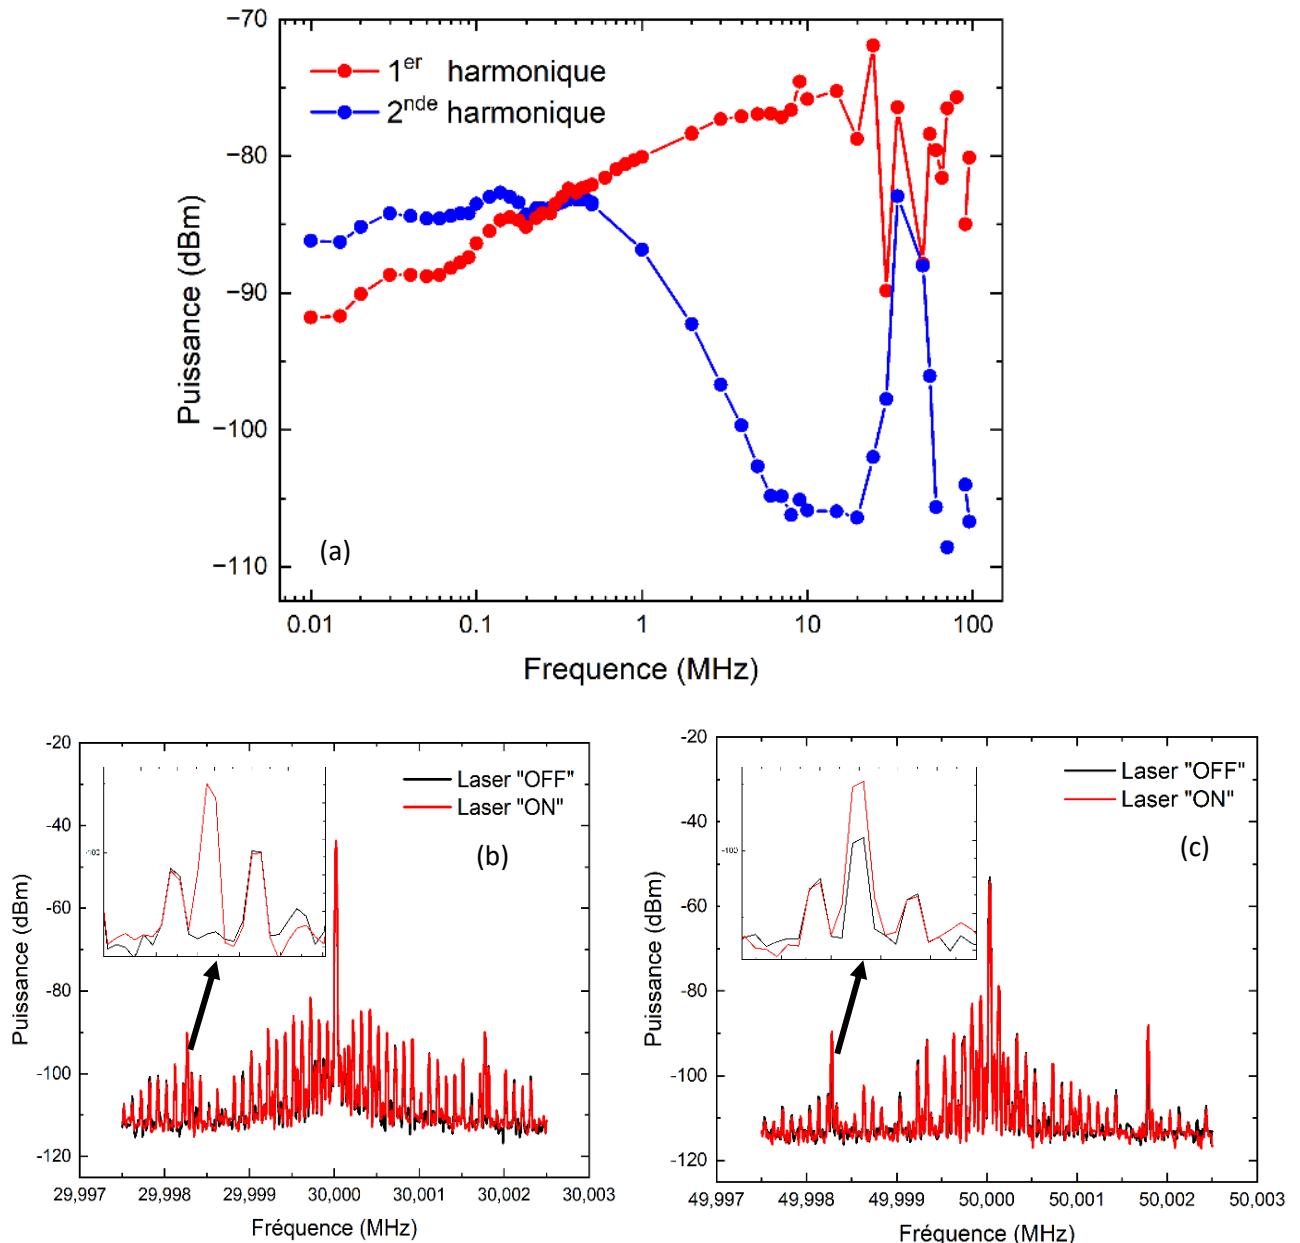 −70
−80
−90
−100
−110
Puissance (dBm)
1er harmonique
2nde harmonique
(a)
0.01 0.1 1 10 100
Frequence (MHz)
-20
-40
-60
-80
-100
-120
Puissance (dBm)
Laser "OFF"
Laser "ON"
(b)
-100
29,997 29,998 29,999 30,000 30,001 30,002 30,003
Fréquence (MHz)
-20
-40
-60
-80
-100
-120
Puissance (dBm)
Laser "OFF"
Laser "ON"
(c)
-100
49,997 49,998 49,999 50,000 50,001 50,002 50,003
Fréquence (MHz)